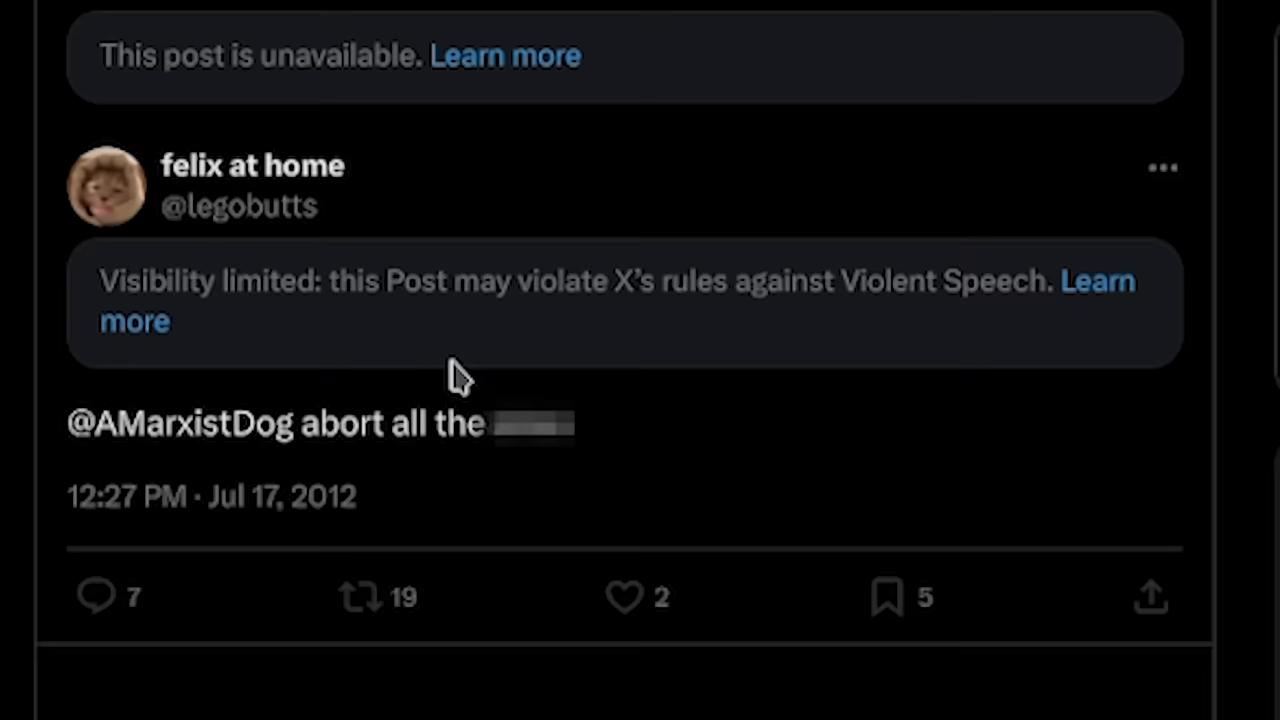 This post is unavailable. Learn more
felix at home
@legobutts
Visibility limited: this Post may violate X's rules against Violent Speech. Learn
more
@AMarxistDog abort all the
12:27 PM · Jul 17, 2012
7 19 2 5